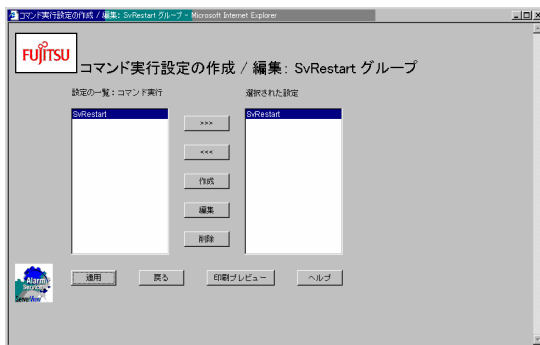 コマンド実行設定の作成 / 編集: SvRestart グループ - Microsoft Internet Explorer
FUJITSU
コマンド実行設定の作成 / 編集: SvRestart グループ
設定の一覧：コマンド実行
選択された設定
SvRestart
SvRestart
>>>
<<<
作成
編集
削除
Alarm Service
ServerView
適用
戻る
印刷プレビュー
ヘルプ